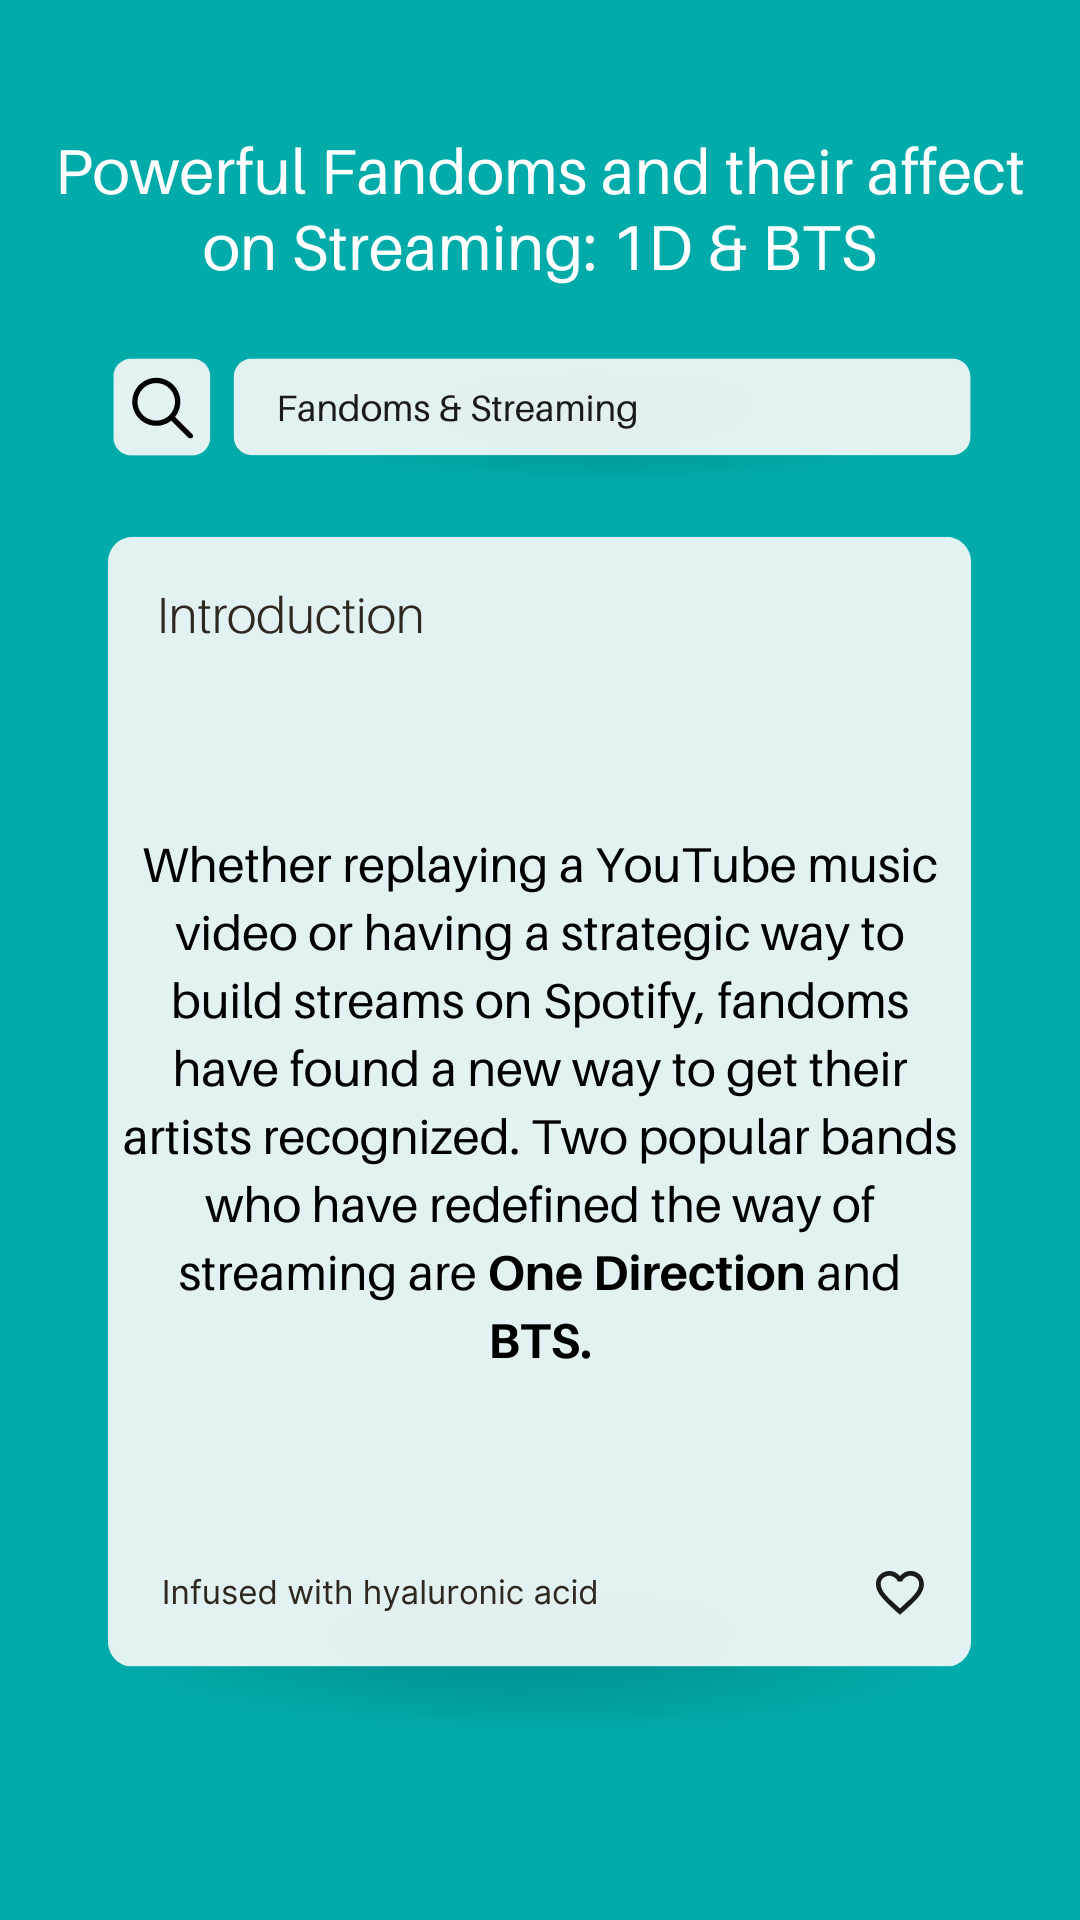 Powerful Fandoms and their affect
on Streaming: 1D & BTS
Fandoms & Streaming
Introduction
Whether replaying a YouTube music
video or having a strategic way to
build streams on Spotify, fandoms
have found a new way to get their
artists recognized. Two popular bands
who have redefined the way of
streaming are One Direction and
BTS.
Infused with hyaluronic acid